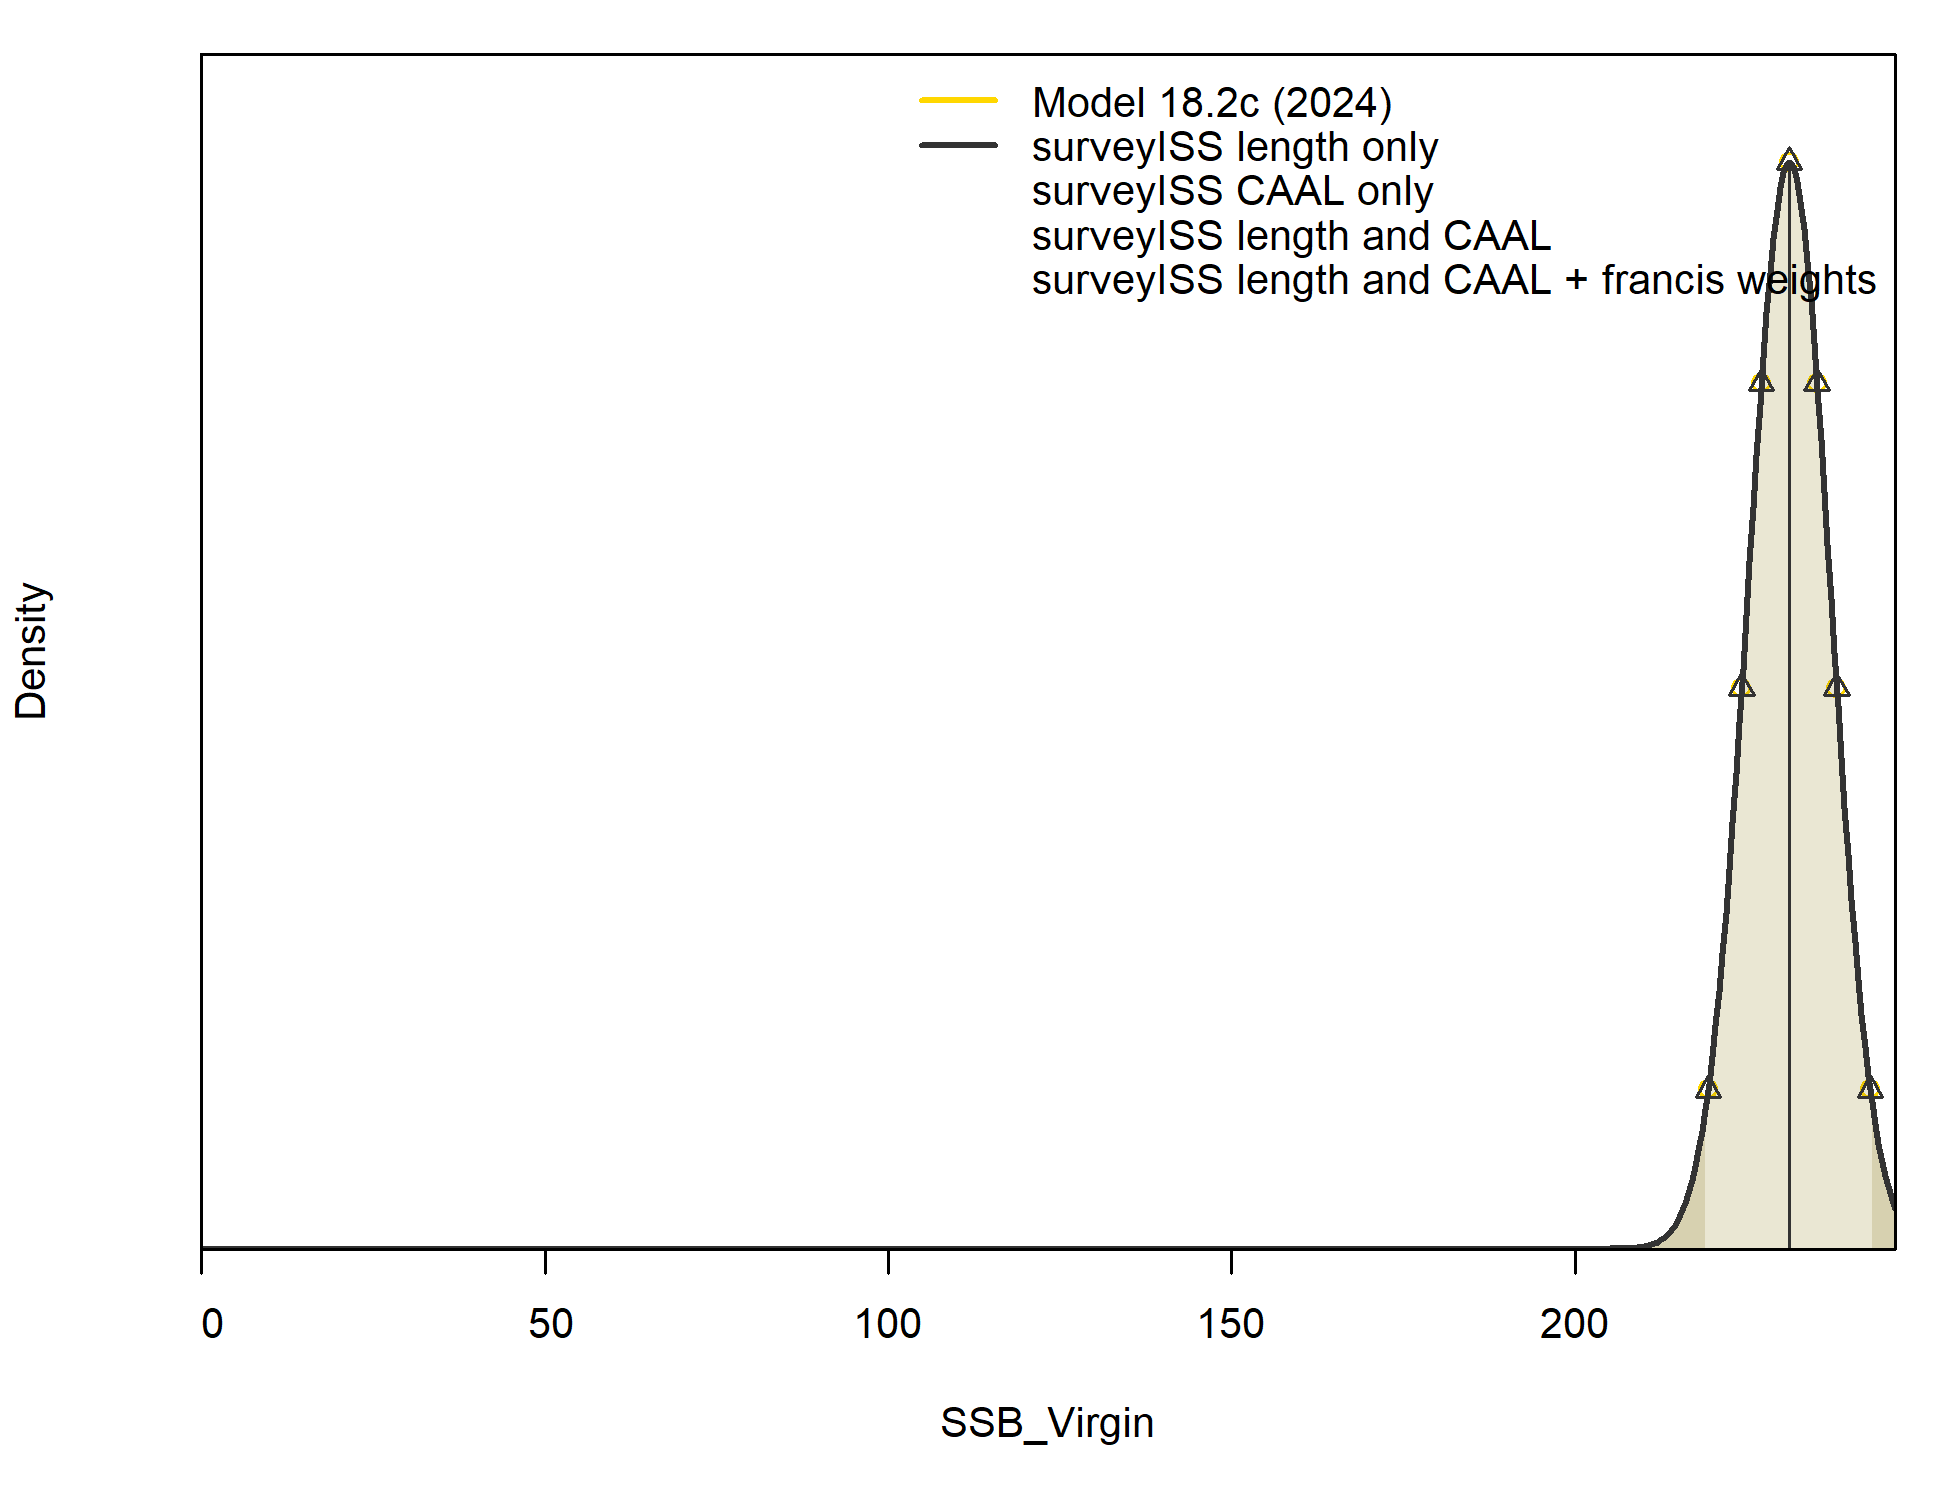 Model 18.2c (2024)
surveyISS length only
surveyISS CAAL only
surveyISS length and CAAL
surveyISS length and CAAL + francis weights
Density
0 50 100 150 200
SSB_Virgin